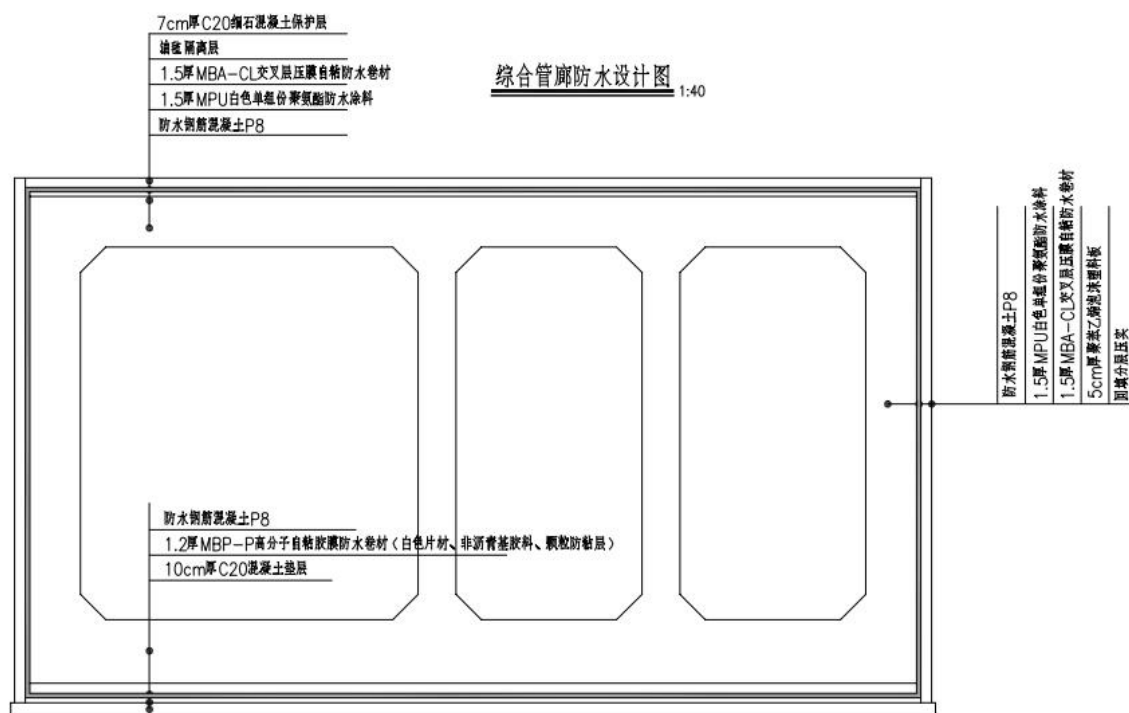 7cm厚C20细石混凝土保护层
油毡隔离层
1.5厚MBA-CL交叉层压膜自粘防水卷材
1.5厚MPU白色单组份聚氨酯防水涂料
防水钢筋混凝土P8
综合管廊防水设计图 1:40
防水钢筋混凝土P8
1.5厚MPU白色单组份聚氨酯防水涂料
1.5厚MBA-CL交叉层压膜自粘防水卷材
5cm厚聚苯乙烯泡沫塑料板
回填分层压实
防水钢筋混凝土P8
1.2厚MBP-P高分子自粘胶膜防水卷材（白色片材、非沥青基胶料、颗粒防粘层）
10cm厚C20混凝土垫层